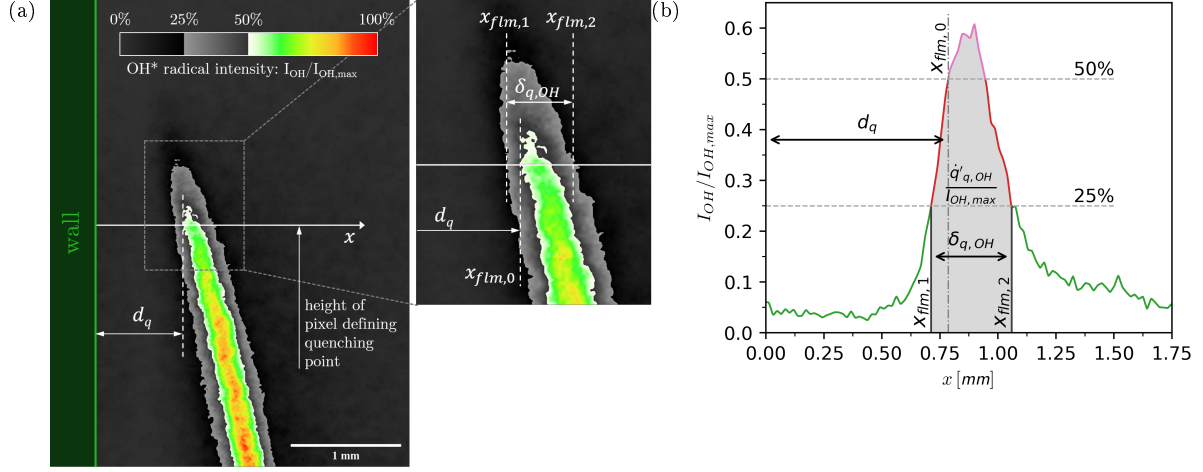 (a)
0% 25% 50% 100%
OH* radical intensity: I_OH/I_OH,max
wall
x
d_q
height of
pixel defining
quenching
point
1 mm
x_flm,1 x_flm,2
δ_q,OH
d_q
x_flm,0
(b)
I_OH/I_OH,max
0.6
0.5
0.4
0.3
0.2
0.1
0.0
x_flm,0
50%
d_q
q̇'_q,OH
I_OH,max
25%
δ_q,OH
x_flm,1
x_flm,2
0.00 0.25 0.50 0.75 1.00 1.25 1.50 1.75
x [mm]